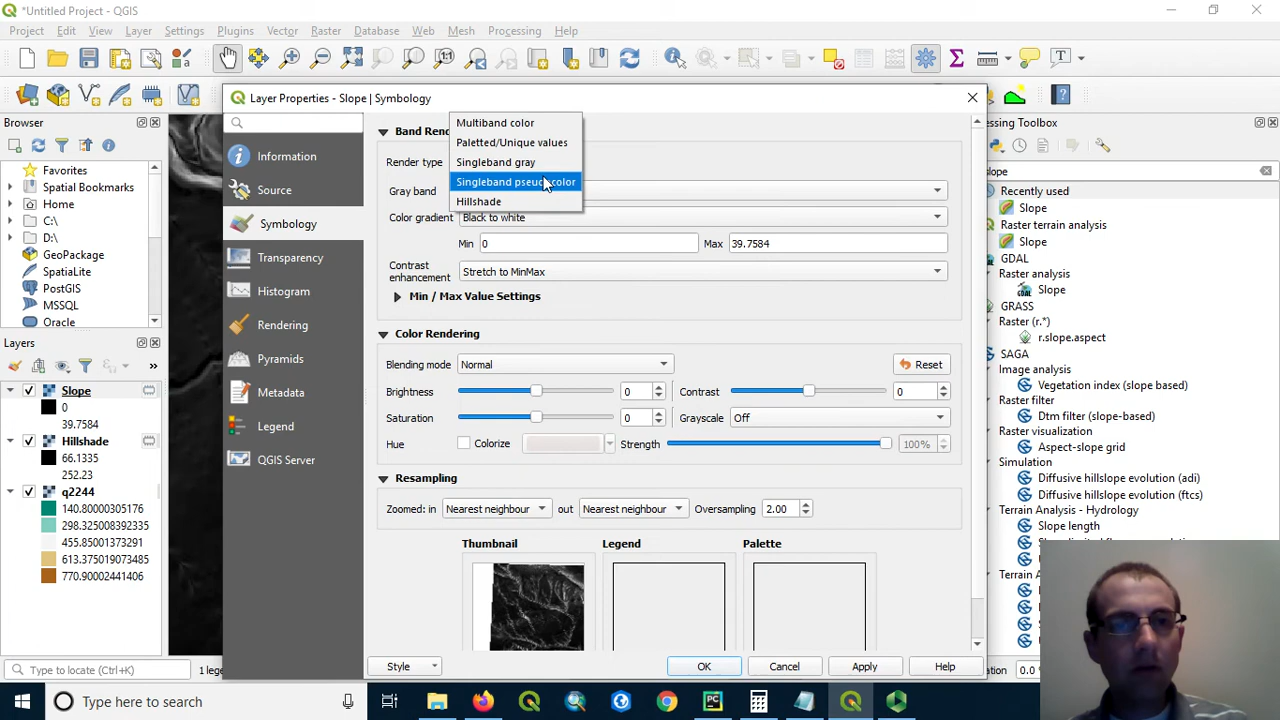 *Untitled Project - QGIS
Project Edit View Layer Settings Plugins Vector Raster Database Web Mesh Processing Help
Browser
Favorites
Spatial Bookmarks
C:\
D:\
GeoPackage
SpatiaLite
PostGIS
MSSQL
Oracle
Layers
Slope
0
39.7584
Hillshade
66.1335
252.23
q2244
140.80000305176
298.325008392335
455.85001373291
613.375019073485
770.90002441406
Type to locate (Ctrl+K)
1 lege
Layer Properties - Slope | Symbology
Information
Source
Symbology
Transparency
Histogram
Rendering
Pyramids
Metadata
Legend
QGIS Server
Band Ren
Render type
Multiband color
Paletted/Unique values
Singleband gray
Singleband pseudocolor
Hillshade
Gray band
Color gradient Black to white
Min 0 Max 39.7584
Contrast enhancement Stretch to MinMax
Min / Max Value Settings
Color Rendering
Blending mode Normal Reset
Brightness 0 Contrast 0
Saturation 0 Grayscale Off
Hue Colorize Strength 100%
Resampling
Zoomed: in Nearest neighbour out Nearest neighbour Oversampling 2.00
Thumbnail Legend Palette
Style OK Cancel Apply Help
essing Toolbox
slope
Recently used
Slope
Raster terrain analysis
Slope
GDAL
Raster analysis
Slope
GRASS
Raster (r.*)
r.slope.aspect
SAGA
Image analysis
Vegetation index (slope based)
Raster filter
Dtm filter (slope-based)
Raster visualization
Aspect-slope grid
Simulation
Diffusive hillslope evolution (adi)
Diffusive hillslope evolution (ftcs)
Terrain Analysis - Hydrology
Slope length
Terrain A
ation 0.0
Type here to search